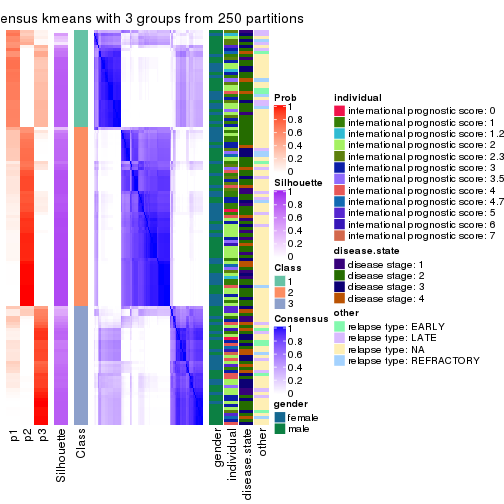 ensus kmeans with 3 groups from 250 partitions
Prob
1
0.8
0.6
0.4
0.2
0
Silhouette
1
0.8
0.6
0.4
0.2
0
Class
1
2
3
Consensus
1
0.8
0.6
0.4
0.2
0
gender
female
male
individual
international prognostic score: 0
international prognostic score: 1
international prognostic score: 1.2
international prognostic score: 2
international prognostic score: 2.3
international prognostic score: 3
international prognostic score: 3.5
international prognostic score: 4
international prognostic score: 4.7
international prognostic score: 5
international prognostic score: 6
international prognostic score: 7
disease.state
disease stage: 1
disease stage: 2
disease stage: 3
disease stage: 4
other
relapse type: EARLY
relapse type: LATE
relapse type: NA
relapse type: REFRACTORY
p1
p2
p3
Silhouette
Class
gender
individual
disease.state
other